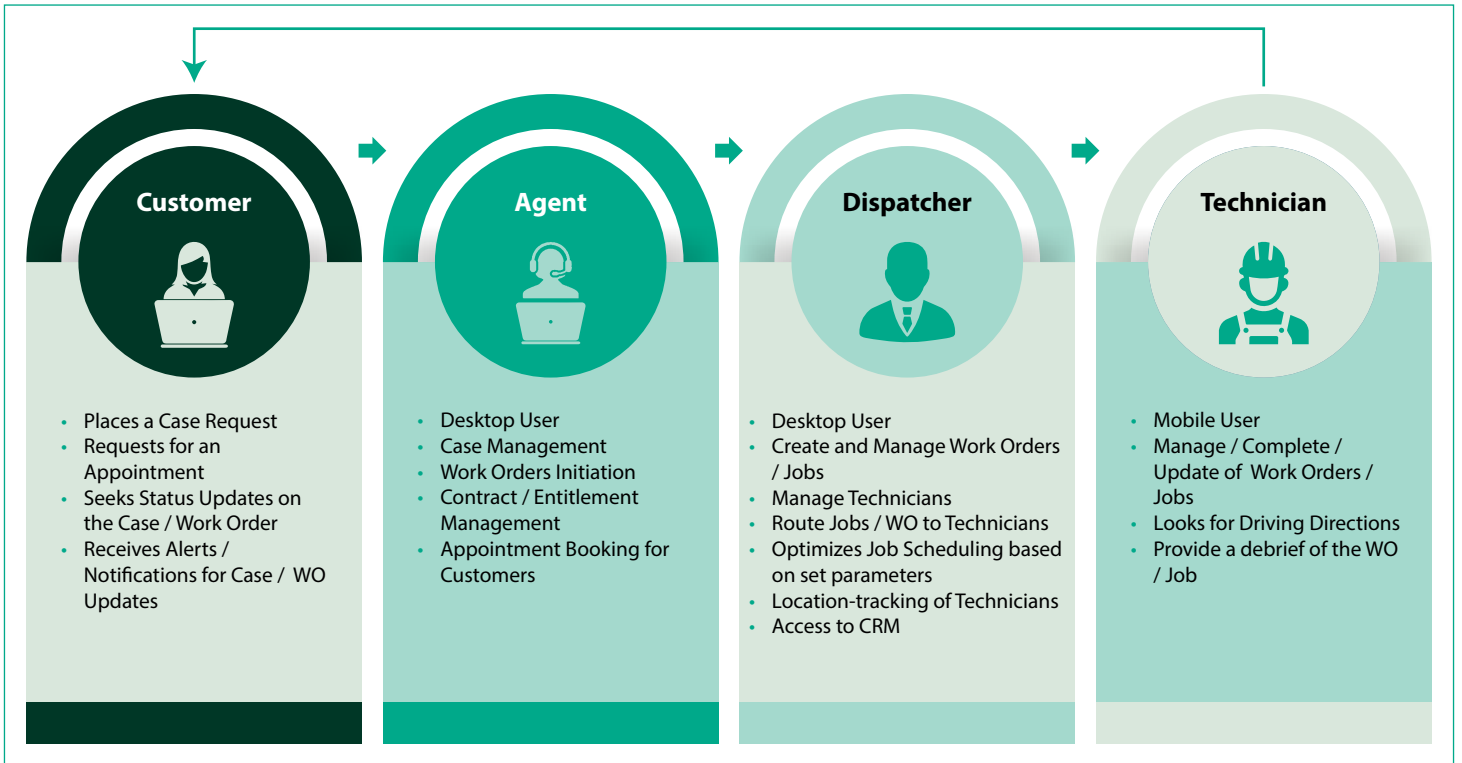 Customer
• Places a Case Request
• Requests for an
Appointment
• Seeks Status Updates on
the Case / Work Order
• Receives Alerts /
Notifications for Case / WO
Updates
Agent
• Desktop User
• Case Management
• Work Orders Initiation
• Contract / Entitlement
Management
• Appointment Booking for
Customers
Dispatcher
• Desktop User
• Create and Manage Work Orders
/ Jobs
• Manage Technicians
• Route Jobs / WO to Technicians
• Optimizes Job Scheduling based
on set parameters
• Location-tracking of Technicians
• Access to CRM
Technician
• Mobile User
• Manage / Complete /
Update of Work Orders /
Jobs
• Looks for Driving Directions
• Provide a debrief of the WO
/ Job